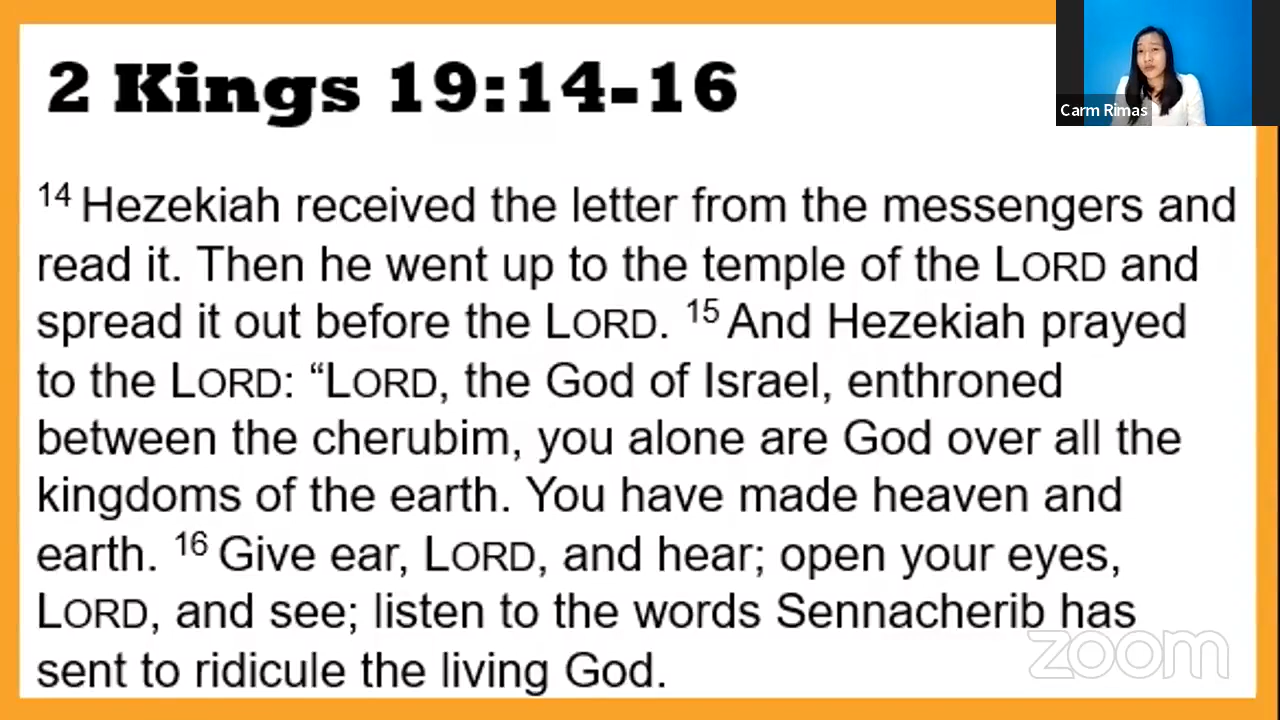 2 Kings 19:14-16
Carm Rimas
14 Hezekiah received the letter from the messengers and
read it. Then he went up to the temple of the LORD and
spread it out before the LORD. 15 And Hezekiah prayed
to the LORD: “LORD, the God of Israel, enthroned
between the cherubim, you alone are God over all the
kingdoms of the earth. You have made heaven and
earth. 16 Give ear, LORD, and hear; open your eyes,
LORD, and see; listen to the words Sennacherib has
sent to ridicule the living God.
zoom